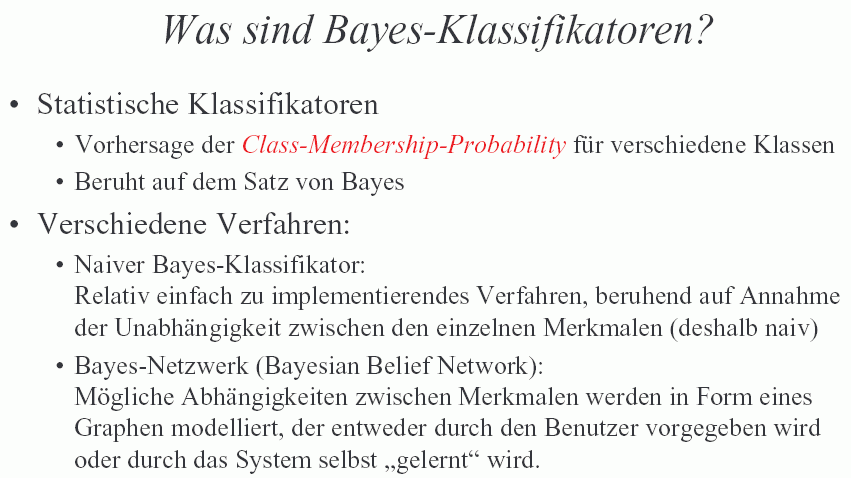 Was sind Bayes-Klassifikatoren?
• Statistische Klassifikatoren
• Vorhersage der Class-Membership-Probability für verschiedene Klassen
• Beruht auf dem Satz von Bayes
• Verschiedene Verfahren:
• Naiver Bayes-Klassifikator:
Relativ einfach zu implementierendes Verfahren, beruhend auf Annahme
der Unabhängigkeit zwischen den einzelnen Merkmalen (deshalb naiv)
• Bayes-Netzwerk (Bayesian Belief Network):
Mögliche Abhängigkeiten zwischen Merkmalen werden in Form eines
Graphen modelliert, der entweder durch den Benutzer vorgegeben wird
oder durch das System selbst „gelernt“ wird.